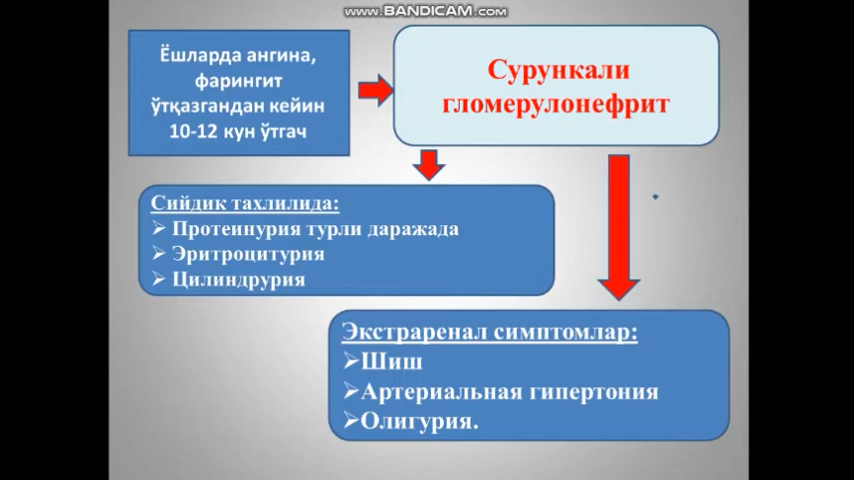 www.BANDICAM.com
Ёшларда ангина,
фарингит
ўтқазгандан кейин
10-12 кун ўтгач
Сурункали
гломерулонефрит
Сийдик тахлилида:
Протеинурия турли даражада
Эритроцитурия
Цилиндрурия
Экстраренал симптомлар:
Шиш
Артериальная гипертония
Олигурия.